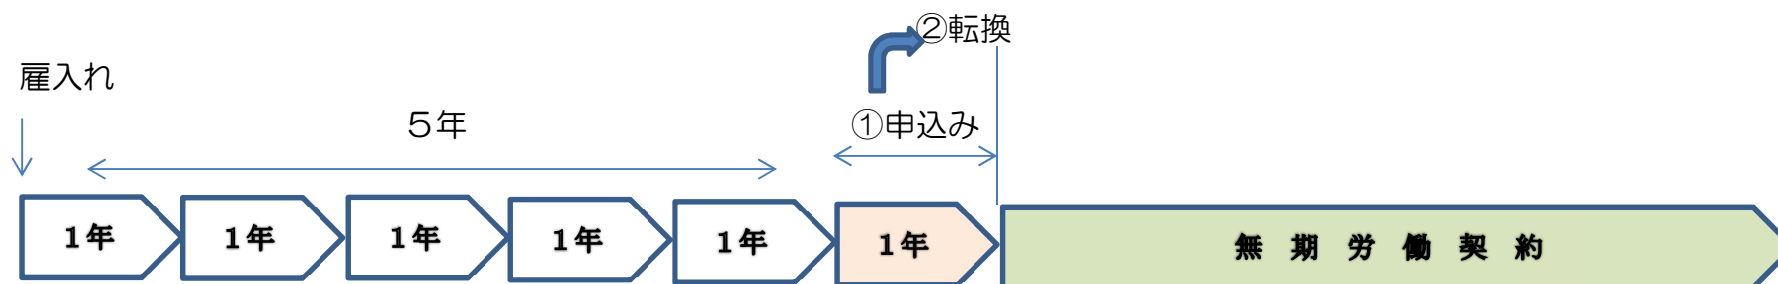 ②転換
雇入れ
５年
①申込み
１年
１年
１年
１年
１年
１年
無期労働契約